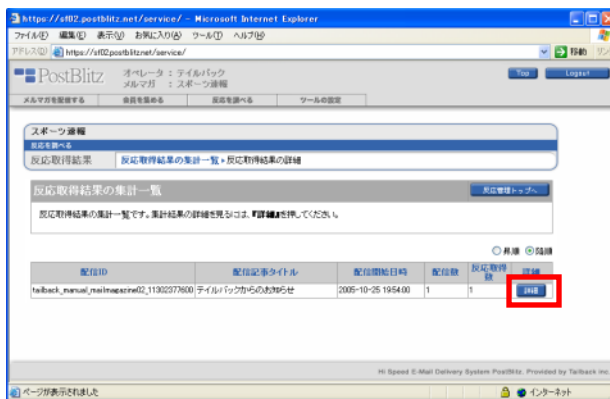 https://sf02.postblitz.net/service/ - Microsoft Internet Explorer
ファイル(F) 編集(E) 表示(V) お気に入り(A) ツール(T) ヘルプ(H)
アドレス(D) https://sf02.postblitz.net/service/ 移動
PostBlitz オペレータ : テイルバック Top Logout
メルマガ : スポーツ速報
メルマガを配信する 会員を集める 反応を調べる ツールの設定
スポーツ速報
反応を調べる
反応取得結果 反応取得結果の集計一覧 ▸ 反応取得結果の詳細
反応取得結果の集計一覧 反応管理トップへ
反応取得結果の集計一覧です。集計結果の詳細を見るには、『詳細』を押してください。
昇順 降順
配信ID 配信記事タイトル 配信開始日時 配信数 反応取得数 詳細
tailback_manual_mailmagazine02_11302377600 テイルバックからのお知らせ 2005-10-25 19:54:00 1 1 詳細
Hi Speed E-Mail Delivery System PostBlitz. Provided by Tailback inc.
ページが表示されました インターネット